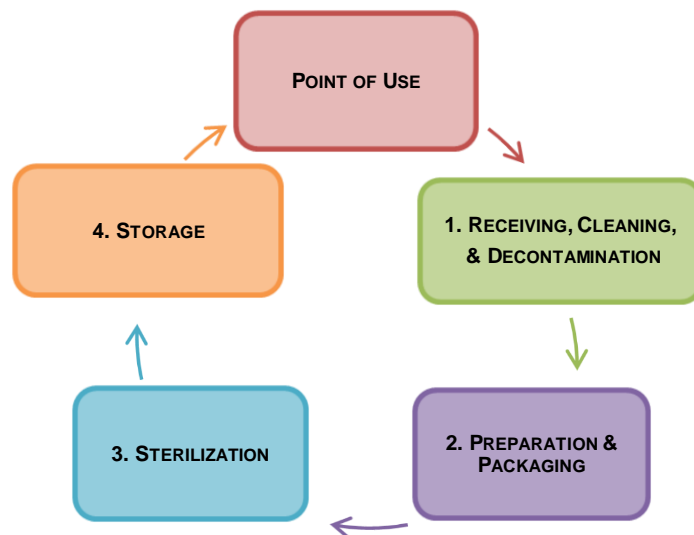 POINT OF USE
1. RECEIVING, CLEANING,
& DECONTAMINATION
2. PREPARATION &
PACKAGING
3. STERILIZATION
4. STORAGE